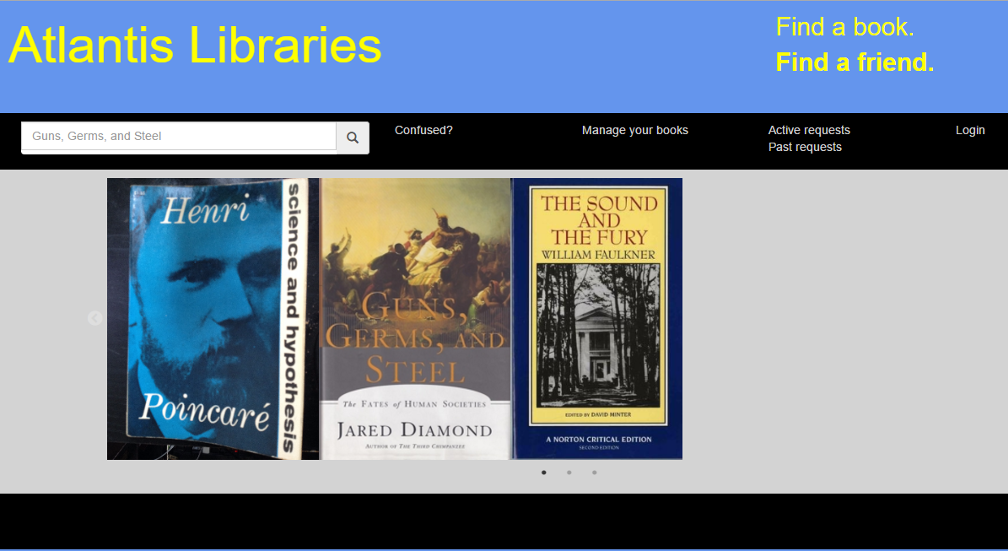 Atlantis Libraries
Find a book.
Find a friend.
Guns, Germs, and Steel
Confused?
Manage your books
Active requests
Past requests
Login
Henri
Poincaré
science and hypothesis
GUNS,
GERMS, AND
STEEL
The FATES of HUMAN SOCIETIES
JARED DIAMOND
AUTHOR OF THE THIRD CHIMPANZEE
THE SOUND
AND
THE FURY
WILLIAM FAULKNER
EDITED BY DAVID MINTER
A NORTON CRITICAL EDITION
SECOND EDITION